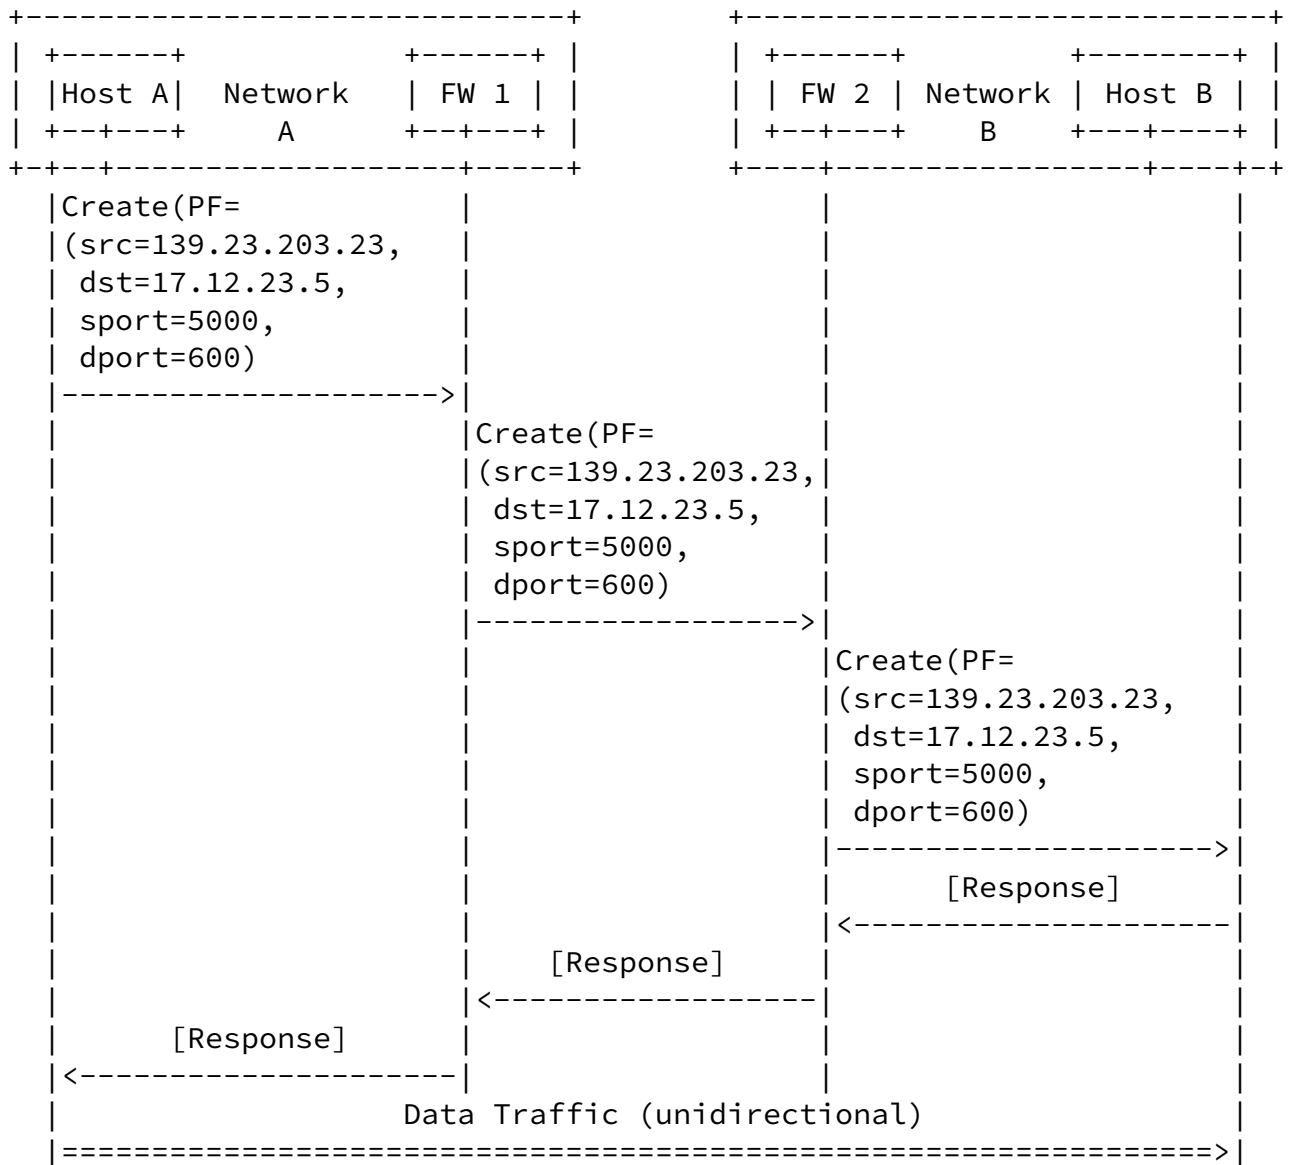 Host A Network FW 1 FW 2 Network Host B
A B
Create(PF=
(src=139.23.203.23,
dst=17.12.23.5,
sport=5000,
dport=600)
Create(PF=
(src=139.23.203.23,
dst=17.12.23.5,
sport=5000,
dport=600)
Create(PF=
(src=139.23.203.23,
dst=17.12.23.5,
sport=5000,
dport=600)
[Response]
[Response]
[Response]
Data Traffic (unidirectional)